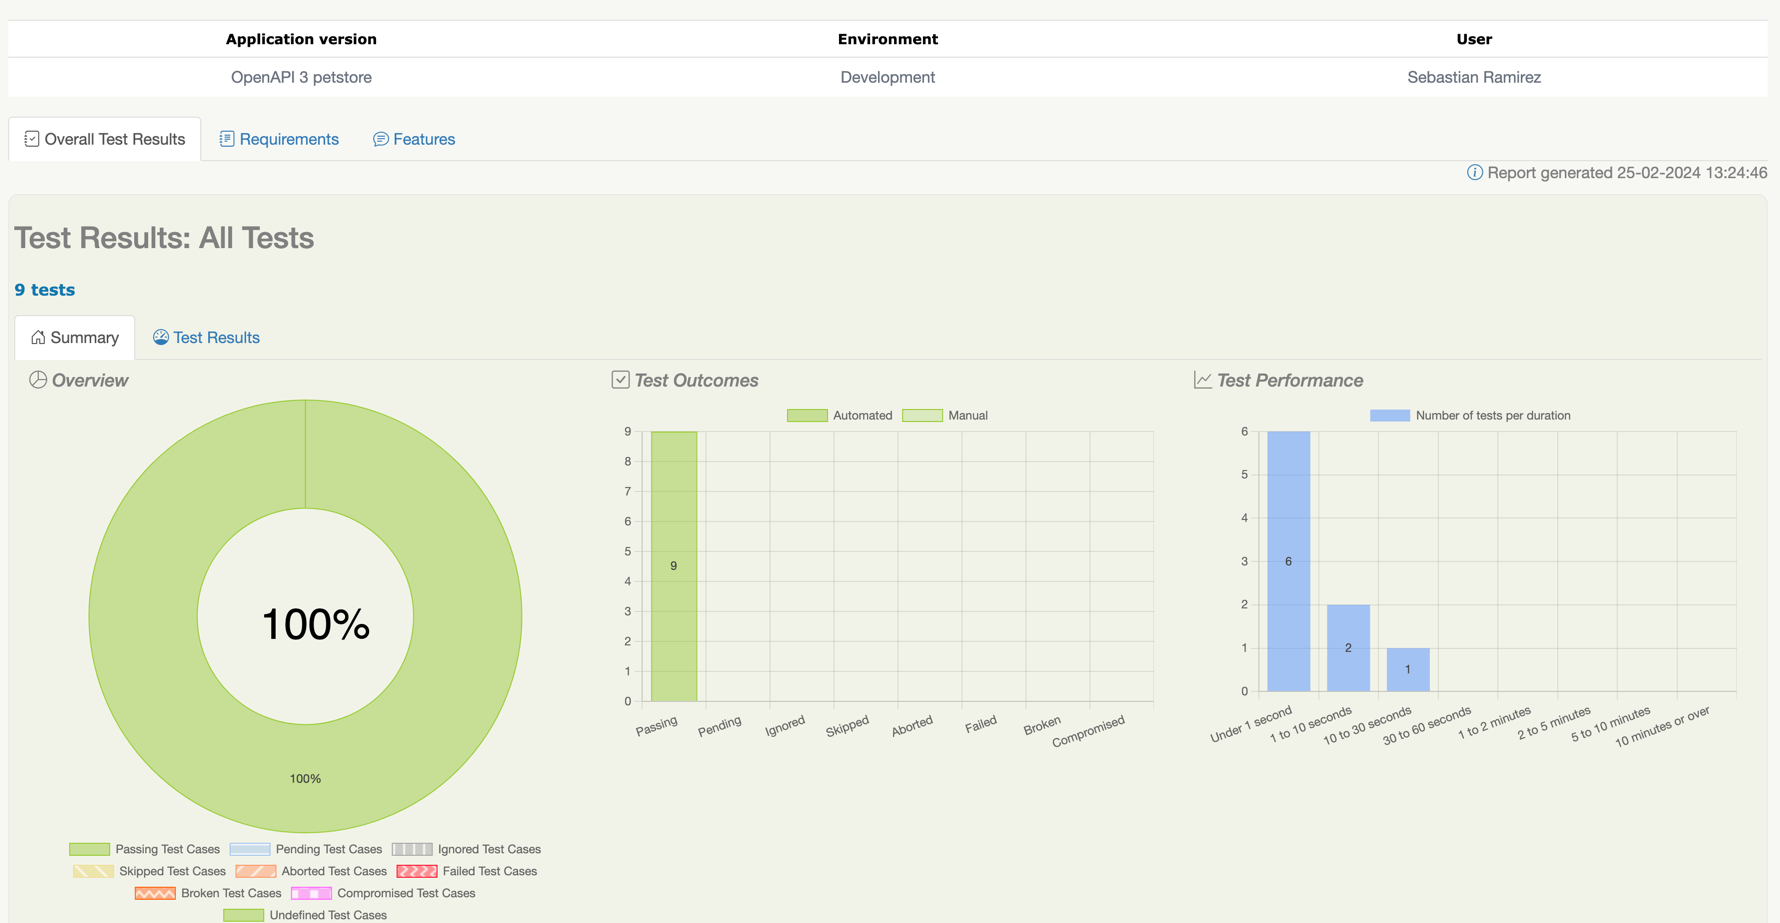 Application version Environment User
OpenAPI 3 petstore Development Sebastian Ramirez
Overall Test Results Requirements Features
Report generated 25-02-2024 13:24:46
Test Results: All Tests
9 tests
Summary Test Results
Overview
100%
100%
Passing Test Cases Pending Test Cases Ignored Test Cases
Skipped Test Cases Aborted Test Cases Failed Test Cases
Broken Test Cases Compromised Test Cases
Undefined Test Cases
Test Outcomes
Automated Manual
9
8
7
6
5
4
3
2
1
0
9
Passing Pending Ignored Skipped Aborted Failed Broken Compromised
Test Performance
Number of tests per duration
6
5
4
3
2
1
0
6
2
1
Under 1 second 1 to 10 seconds 10 to 30 seconds 30 to 60 seconds 1 to 2 minutes 2 to 5 minutes 5 to 10 minutes 10 minutes or over